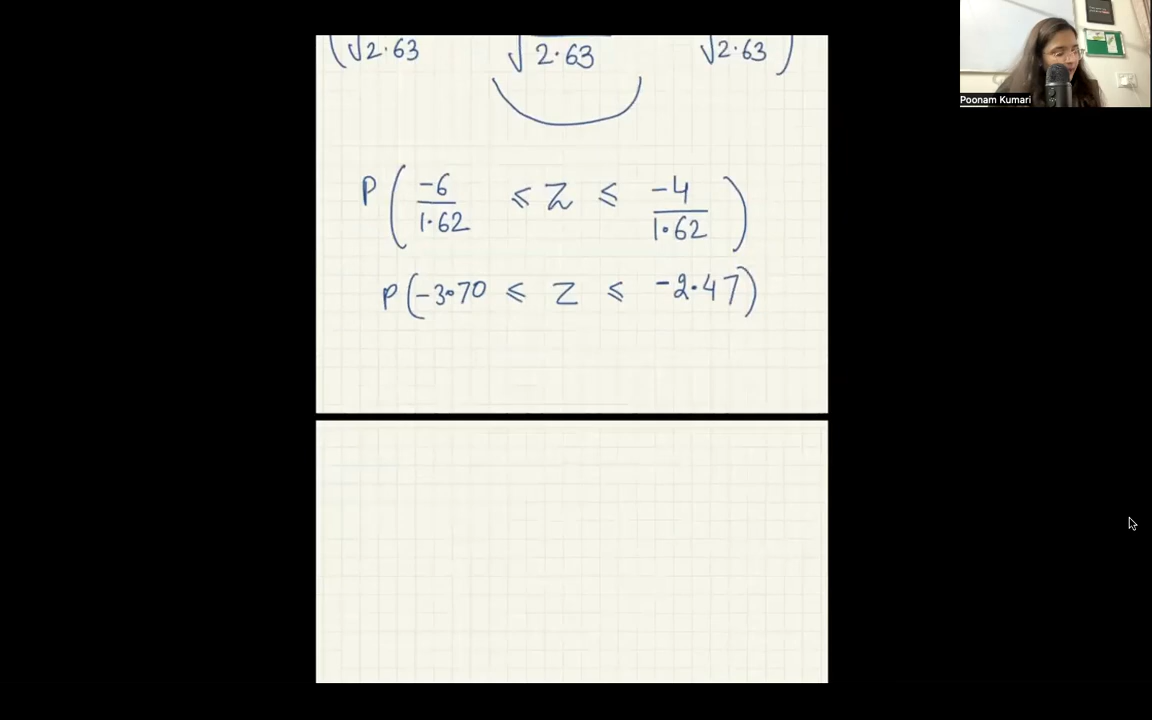 (√2·63 √2·63 √2·63)
P(-6/1·62 ≤ Z ≤ -4/1·62)
P(-3·70 ≤ Z ≤ -2·47)
Poonam Kumari